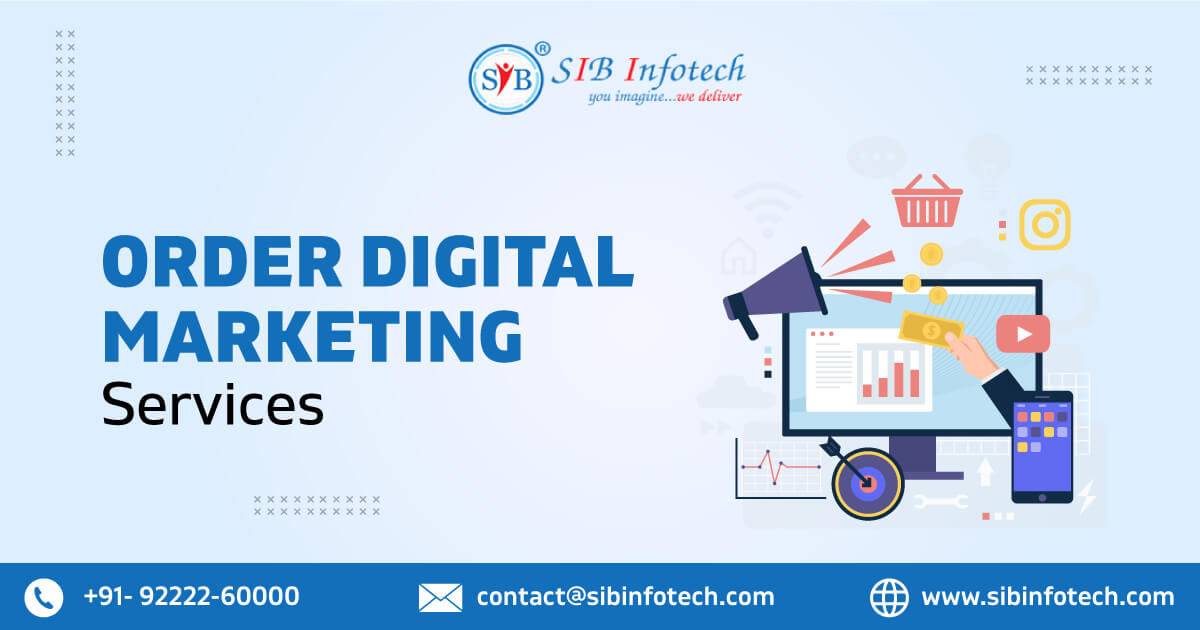 SIB
®
SIB Infotech
you imagine...we deliver
ORDER DIGITAL
MARKETING
Services
+91- 92222-60000
contact@sibinfotech.com
www.sibinfotech.com